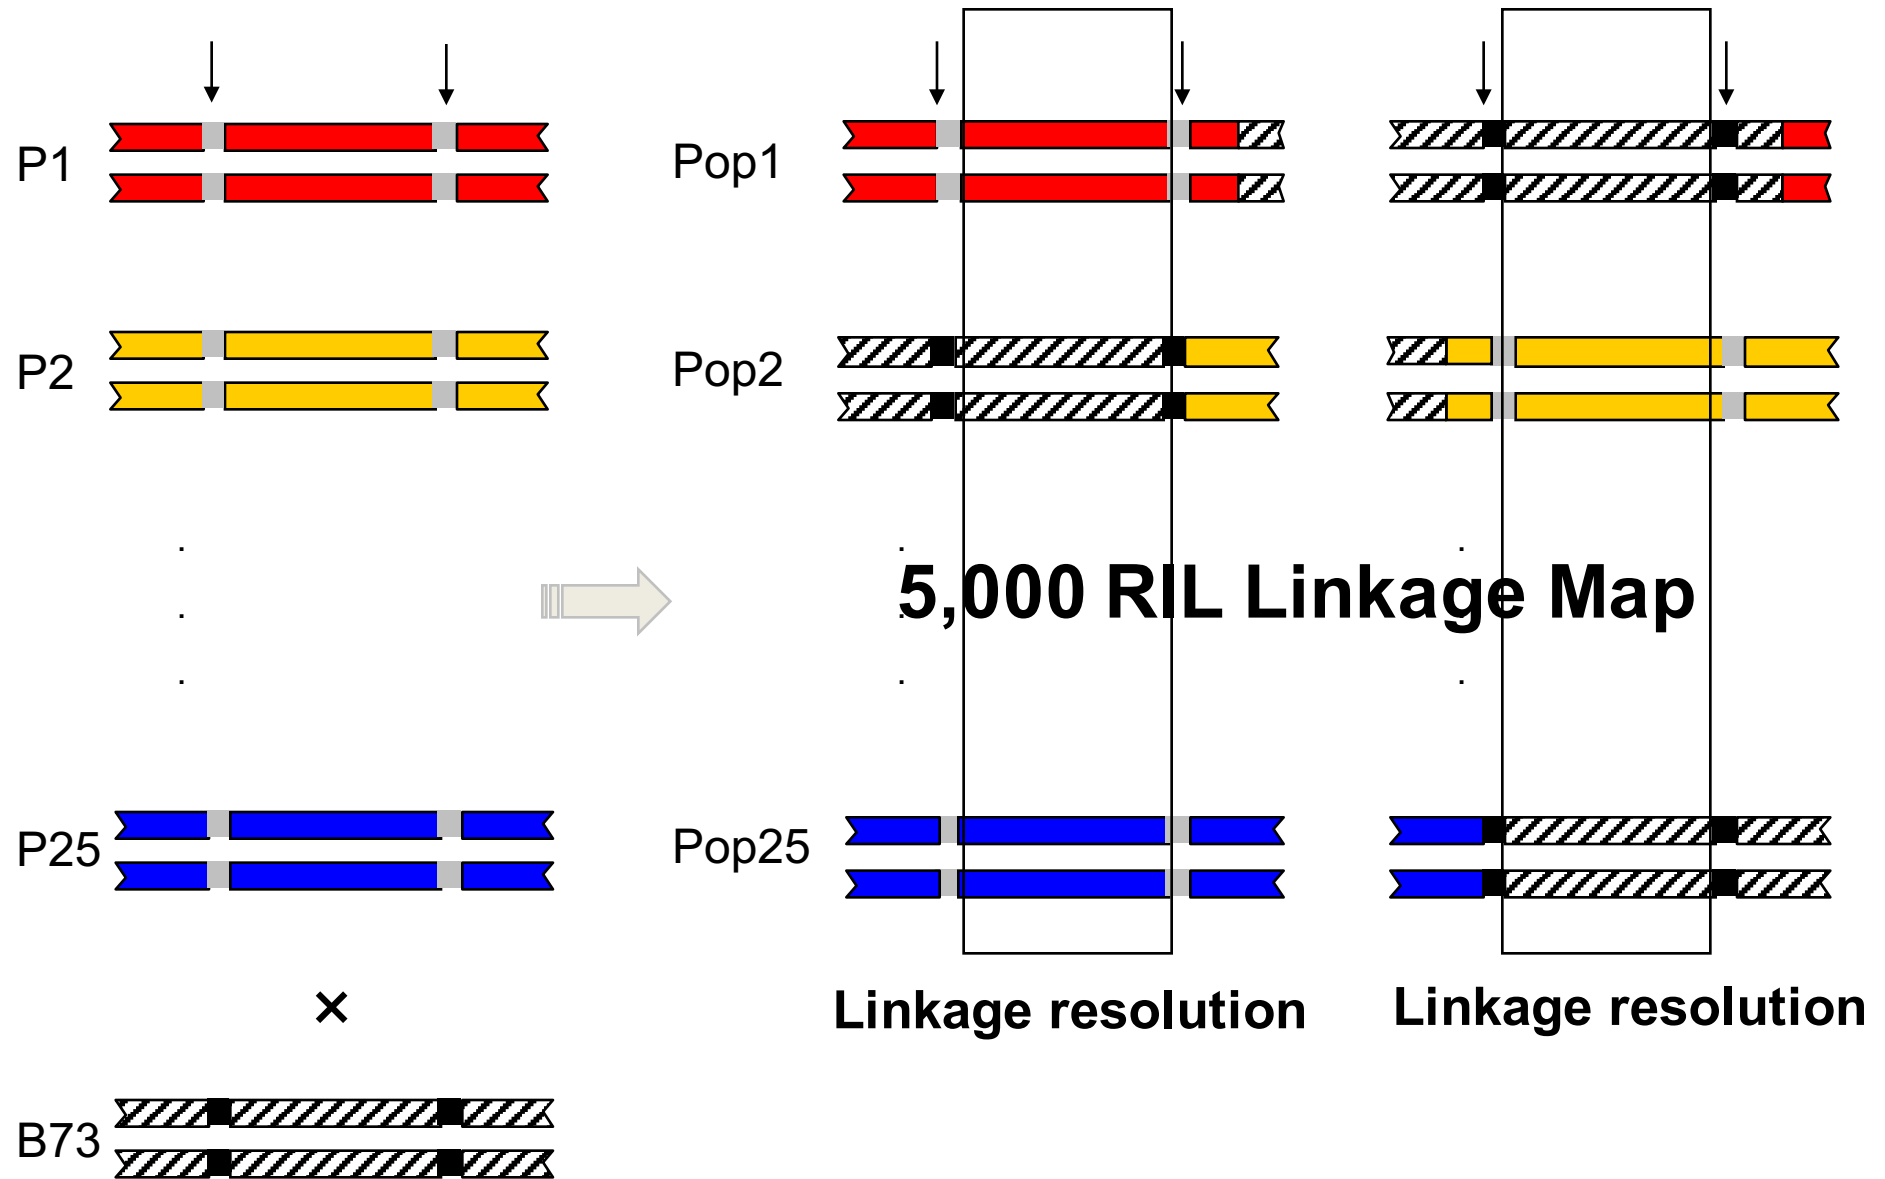 P1
Pop1
P2
Pop2
. . .
. . .
5,000 RIL Linkage Map
. . .
P25
Pop25
×
Linkage resolution
Linkage resolution
B73